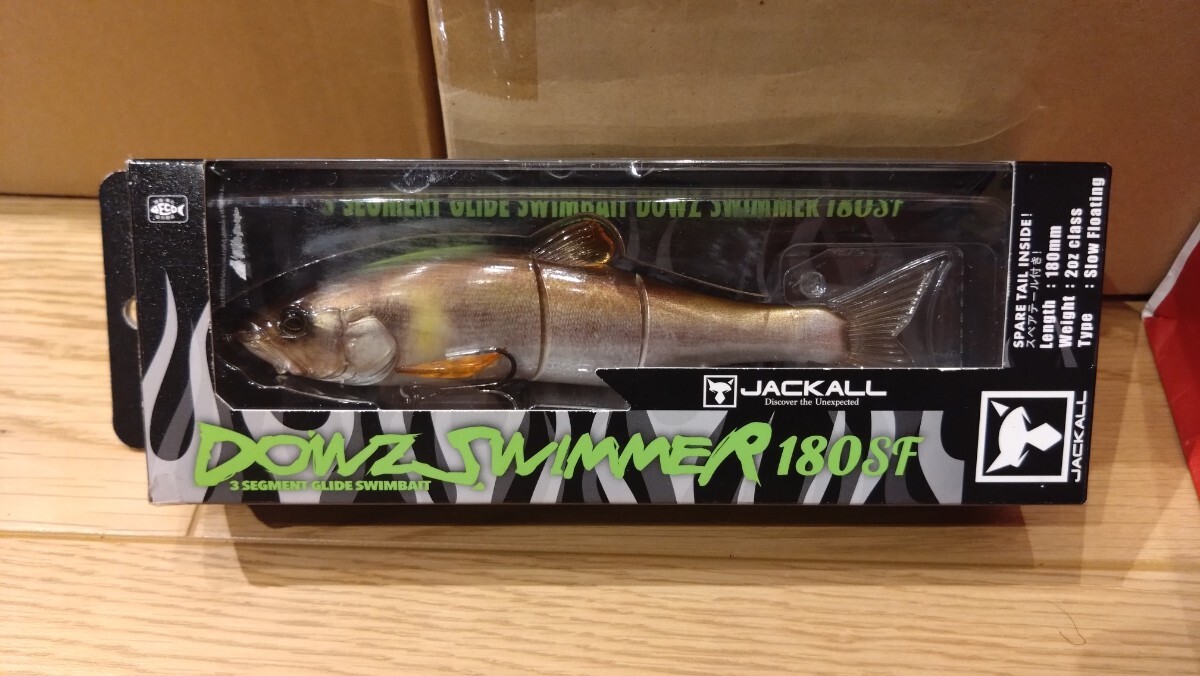 3 SEGMENT GLIDE SWIMBAIT DOWZ SWIMMER 180SF
SPARE TAIL INSIDE!
スペアテール付き!
Length : 180mm
Weight : 2oz class
Type : Slow Floating
JACKALL
Discover the Unexpected
DOWZ SWIMMER 180SF
3 SEGMENT GLIDE SWIMBAIT
JACKALL